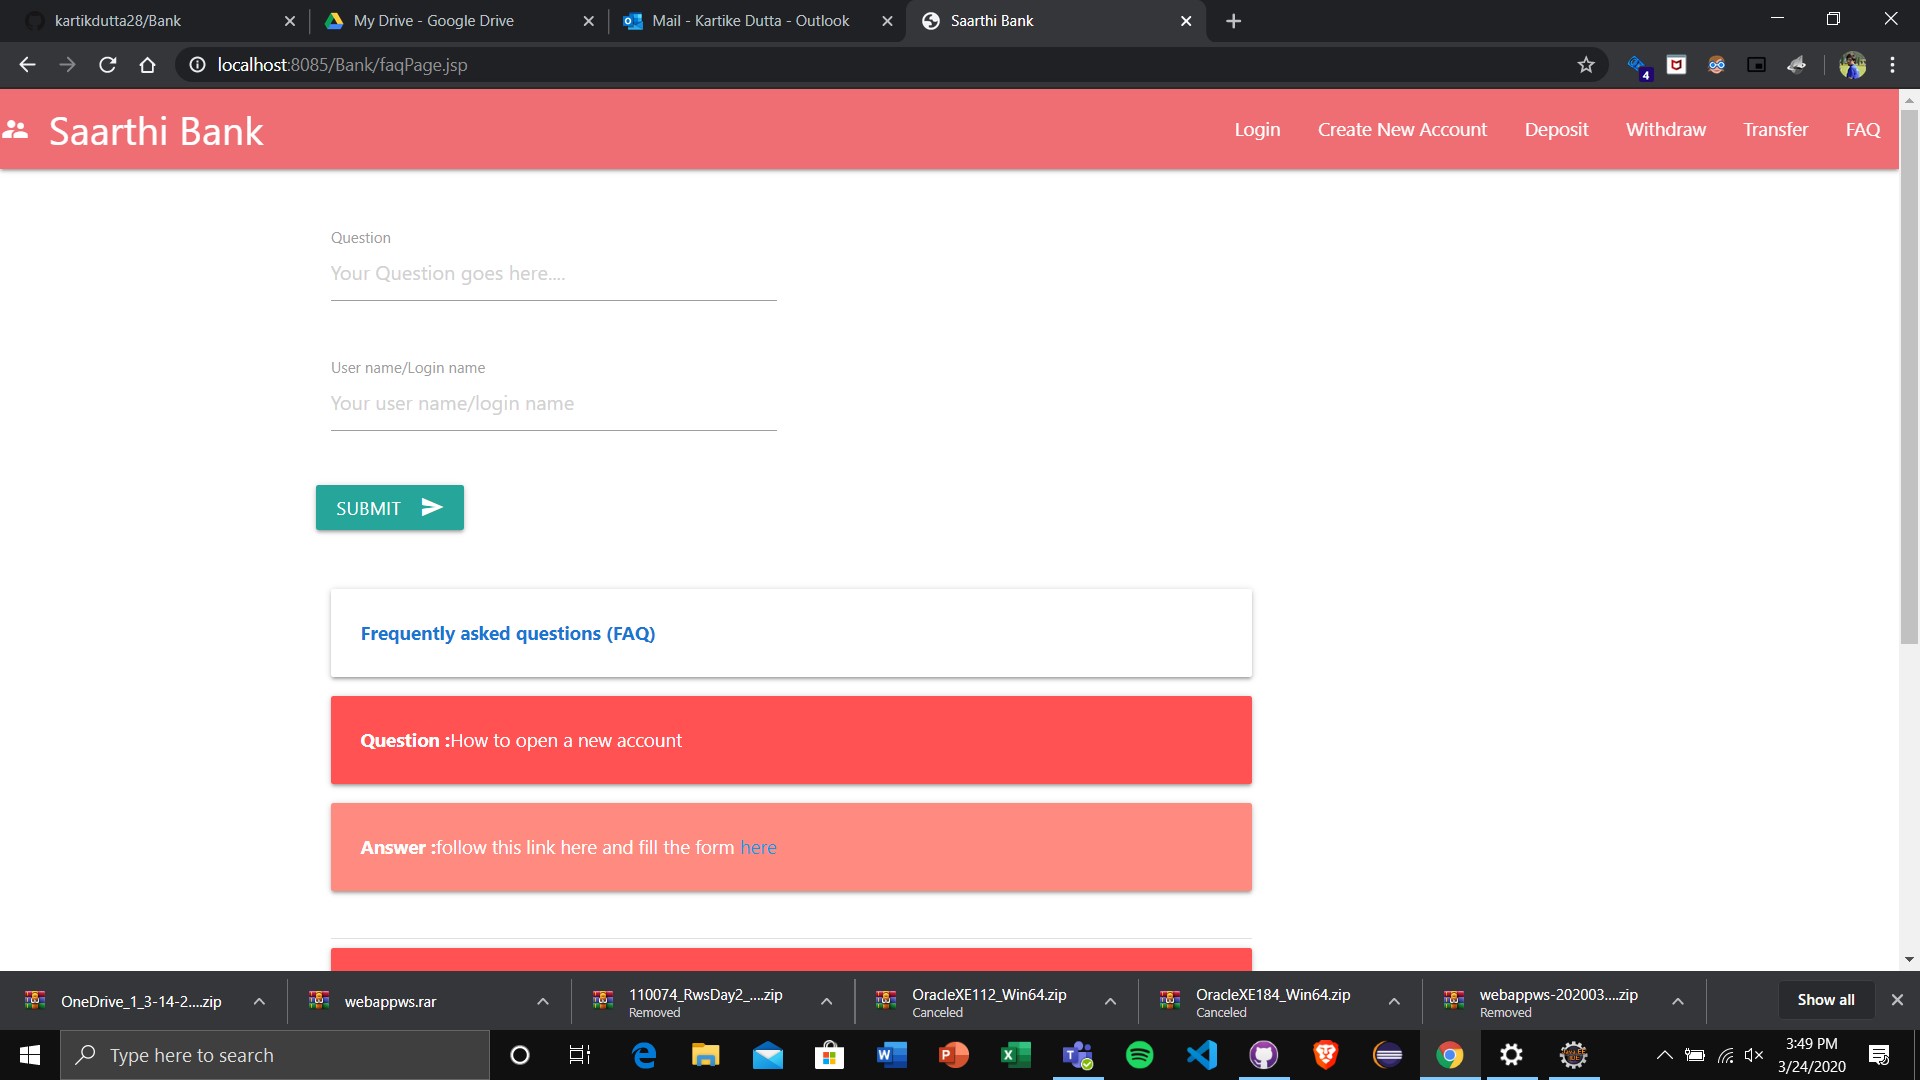 kartikdutta28/Bank
My Drive - Google Drive
Mail - Kartike Dutta - Outlook
Saarthi Bank
localhost:8085/Bank/faqPage.jsp
4
Saarthi Bank
Login
Create New Account
Deposit
Withdraw
Transfer
FAQ
Question
Your Question goes here....
User name/Login name
Your user name/login name
SUBMIT
Frequently asked questions (FAQ)
Question :How to open a new account
Answer :follow this link here and fill the form here
OneDrive_1_3-14-2....zip
webappws.rar
110074_RwsDay2_....zip
Removed
OracleXE112_Win64.zip
Canceled
OracleXE184_Win64.zip
Canceled
webappws-202003....zip
Removed
Show all
Type here to search
3:49 PM
3/24/2020